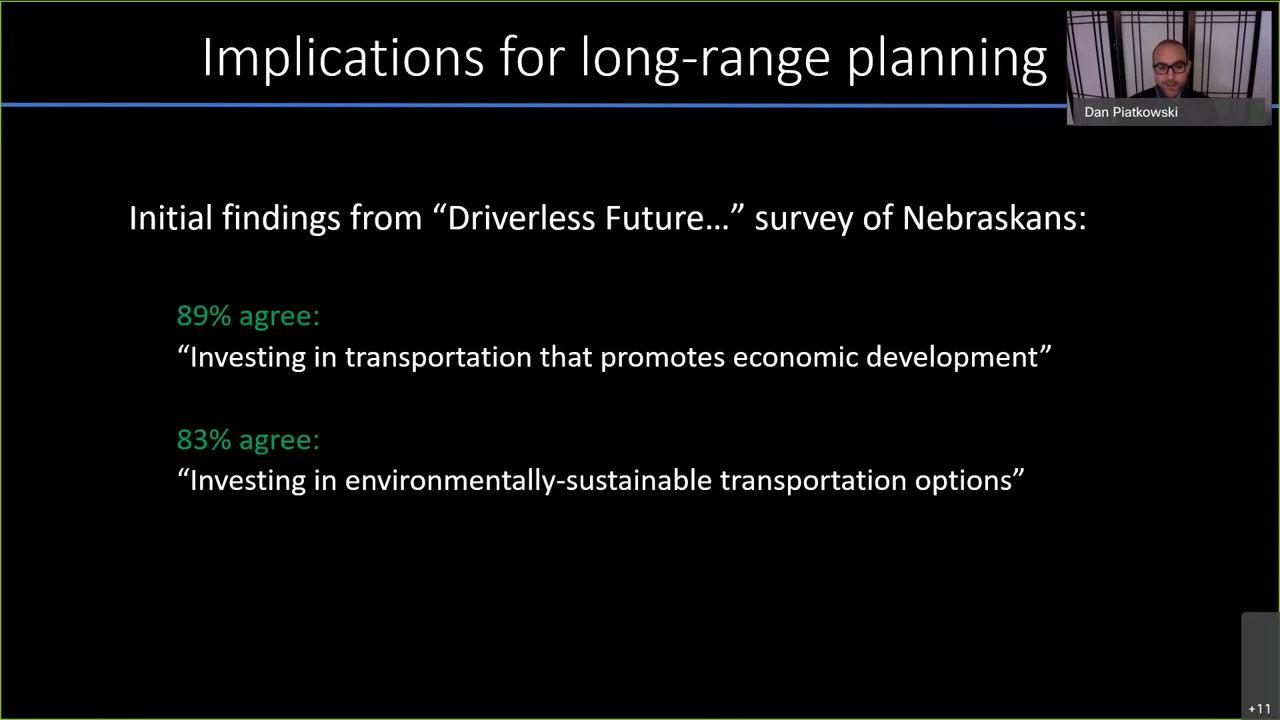 Implications for long-range planning
Dan Piatkowski
Initial findings from “Driverless Future…” survey of Nebraskans:
89% agree:
“Investing in transportation that promotes economic development”
83% agree:
“Investing in environmentally-sustainable transportation options”
+11